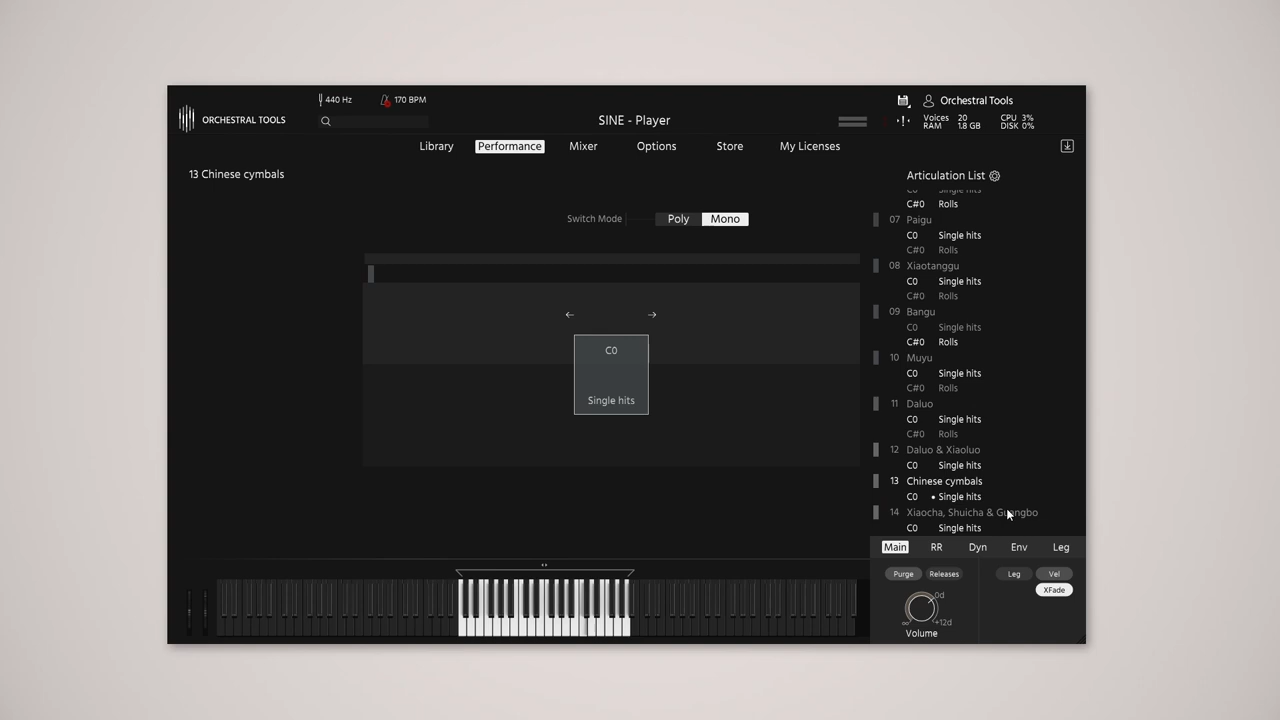 440 Hz
170 BPM
ORCHESTRAL TOOLS
SINE - Player
Orchestral Tools
Voices 20
RAM 1.8 GB
CPU 3%
DISK 0%
Library
Performance
Mixer
Options
Store
My Licenses
13 Chinese cymbals
Switch Mode
Poly
Mono
C0
Single hits
Articulation List
C0 Single hits
C#0 Rolls
07 Paigu
C0 Single hits
C#0 Rolls
08 Xiaotanggu
C0 Single hits
C#0 Rolls
09 Bangu
C0 Single hits
C#0 Rolls
10 Muyu
C0 Single hits
C#0 Rolls
11 Daluo
C0 Single hits
C#0 Rolls
12 Daluo & Xiaoluo
C0 Single hits
13 Chinese cymbals
C0 • Single hits
14 Xiaocha, Shuicha & Guangbo
C0 Single hits
Main
RR
Dyn
Env
Leg
Purge
Releases
Leg
Vel
XFade
0d
∞
+12d
Volume